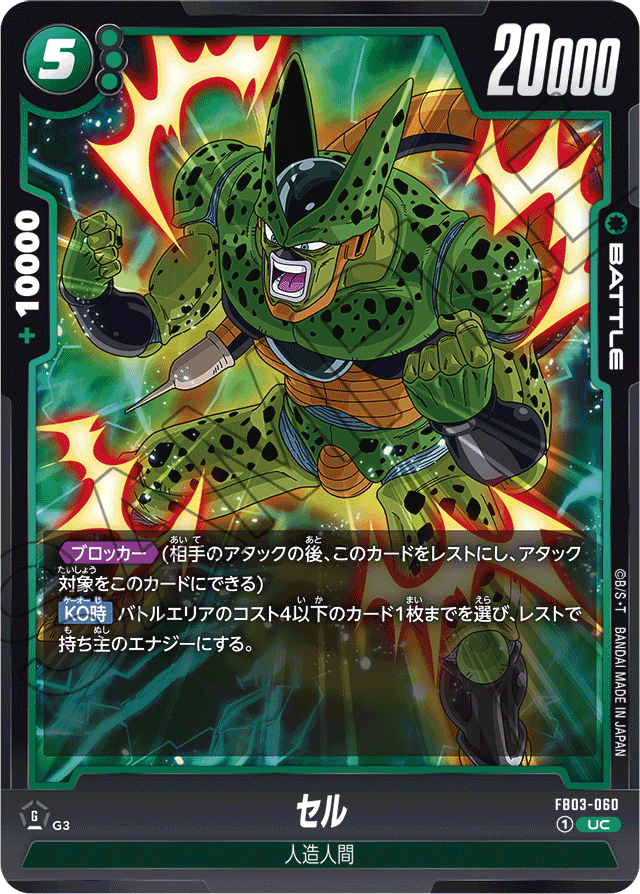 5
20000
+10000
BATTLE
SAMPLE
ブロッカー (相手のアタックの後、このカードをレストにし、アタック
対象をこのカードにできる)
KO時 バトルエリアのコスト4以下のカード1枚までを選び、レストで
持ち主のエナジーにする。
©B/S・T BANDAI MADE IN JAPAN
G
G3
セル
FB03-060
1 UC
人造人間